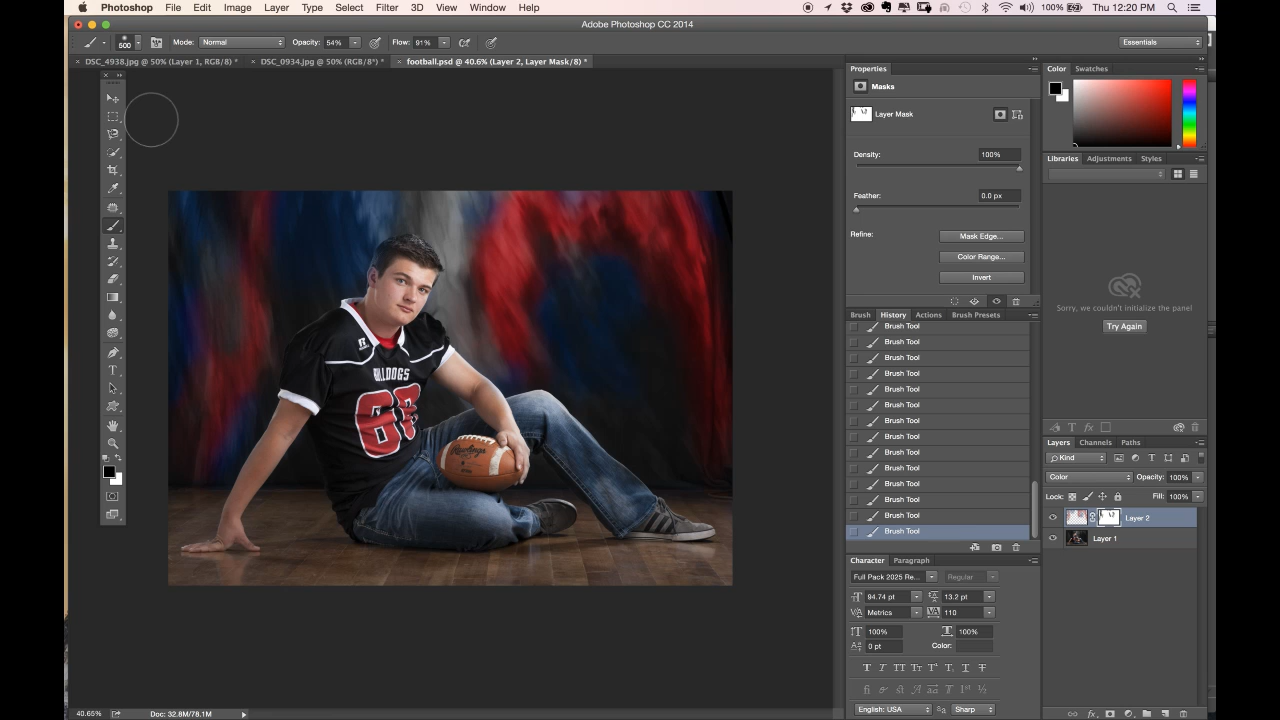 Photoshop File Edit Image Layer Type Select Filter 3D View Window Help 100% Thu 12:20 PM
Adobe Photoshop CC 2014
500 Mode: Normal Opacity: 54% Flow: 91% Essentials
DSC_4938.jpg @ 50% (Layer 1, RGB/8) * DSC_0934.jpg @ 50% (RGB/8*) * football.psd @ 40.6% (Layer 2, Layer Mask/8) *
Properties
Masks
Layer Mask
Density: 100%
Feather: 0.0 px
Refine: Mask Edge...
Color Range...
Invert
Color Swatches
Libraries Adjustments Styles
Sorry, we couldn't initialize the panel
Try Again
Brush History Actions Brush Presets
Brush Tool
Brush Tool
Brush Tool
Brush Tool
Brush Tool
Brush Tool
Brush Tool
Brush Tool
Brush Tool
Brush Tool
Brush Tool
Brush Tool
Brush Tool
Brush Tool
Layers Channels Paths
Kind
Color Opacity: 100%
Lock: Fill: 100%
Layer 2
Layer 1
Character Paragraph
Full Pack 2025 Re... Regular
94.74 pt 13.2 pt
Metrics 110
100% 100%
0 pt Color:
English: USA Sharp
BULLDOGS
Rawlings
40.65% Doc: 32.8M/78.1M